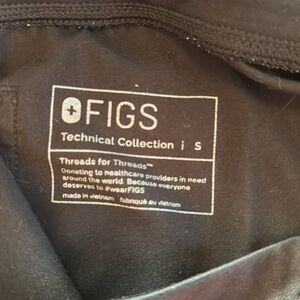 FIGS
Technical Collection | S
Threads for Threads™
Donating to healthcare providers in need
around the world. Because everyone
deserves to #wearFIGS
made in vietnam fabriqué au vietnam